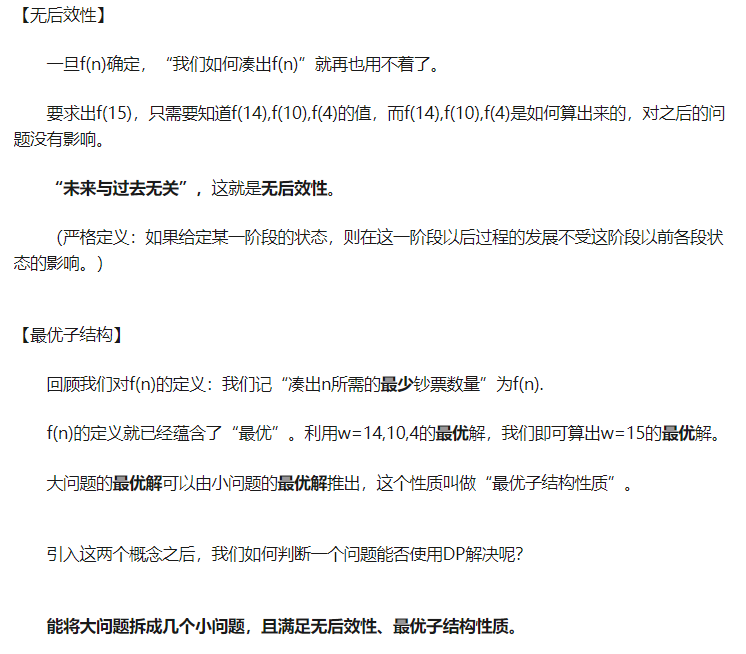 【无后效性】
一旦f(n)确定，“我们如何凑出f(n)”就再也用不着了。
要求出f(15)，只需要知道f(14),f(10),f(4)的值，而f(14),f(10),f(4)是如何算出来的，对之后的问
题没有影响。
“未来与过去无关”，这就是无后效性。
（严格定义：如果给定某一阶段的状态，则在这一阶段以后过程的发展不受这阶段以前各段状
态的影响。）
【最优子结构】
回顾我们对f(n)的定义：我们记“凑出n所需的最少钞票数量”为f(n).
f(n)的定义就已经蕴含了“最优”。利用w=14,10,4的最优解，我们即可算出w=15的最优解。
大问题的最优解可以由小问题的最优解推出，这个性质叫做“最优子结构性质”。
引入这两个概念之后，我们如何判断一个问题能否使用DP解决呢？
能将大问题拆成几个小问题，且满足无后效性、最优子结构性质。